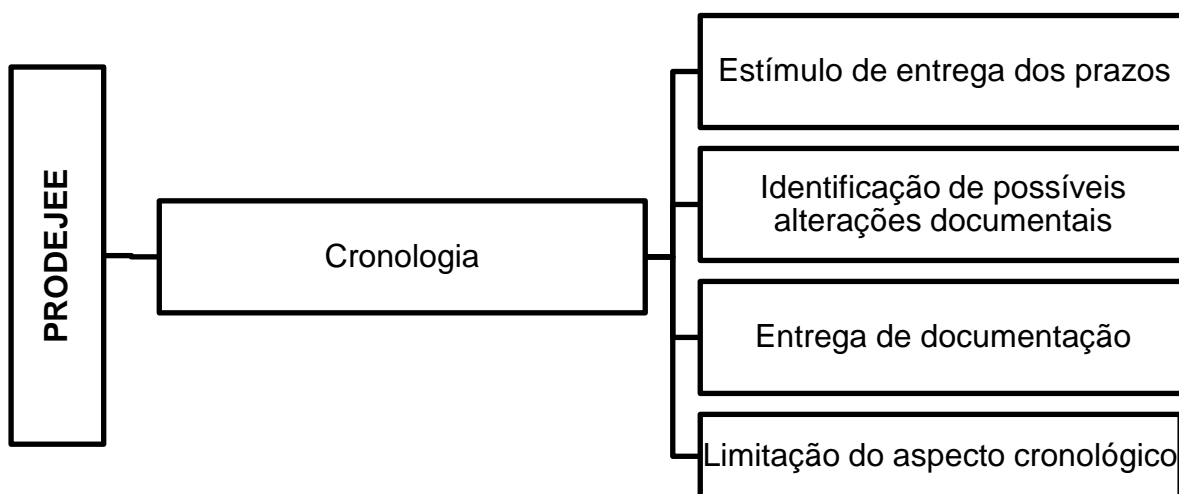 PRODEJEE
Cronologia
Estímulo de entrega dos prazos
Identificação de possíveis
alterações documentais
Entrega de documentação
Limitação do aspecto cronológico